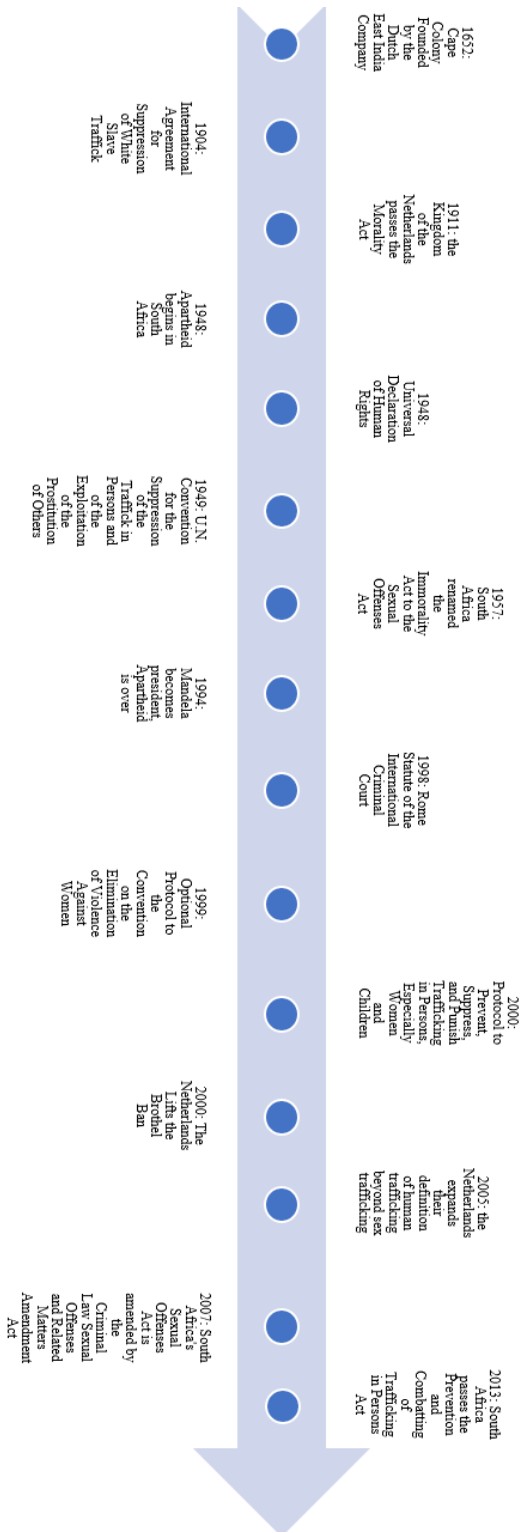 1652:
Cape
Colony
Founded
by the
Dutch
East India
Company
1904:
International
Agreement
for
Suppression
of White
Slave
Traffick
1911: the
Kingdom
of the
Netherlands
passes the
Morality
Act
1948:
Apartheid
begins in
South
Africa
1948:
Universal
Declaration
of Human
Rights
1949: U.N.
Convention
for the
Suppression
of the
Traffick in
Persons and
of the
Exploitation
of the
Prostitution
of Others
1957:
South
Africa
renamed
the
Immorality
Act to the
Sexual
Offenses
Act
1994:
Mandela
becomes
president,
Apartheid
is over
1998: Rome
Statute of the
International
Criminal
Court
1999:
Optional
Protocol to
the
Convention
on the
Elimination
of Violence
Against
Women
2000:
Protocol to
Prevent,
Suppress,
and Punish
Trafficking
in Persons,
Especially
Women
and
Children
2000: The
Netherlands
Lifts the
Brothel
Ban
2005: the
Netherlands
expands
their
definition
of human
trafficking
beyond sex
trafficking
2007: South
Africa's
Sexual
Offenses
Act is
amended by
the
Criminal
Law Sexual
Offenses
and Related
Matters
Amendment
Act
2013: South
Africa
passes the
Prevention
and
Combatting
of
Trafficking
in Persons
Act